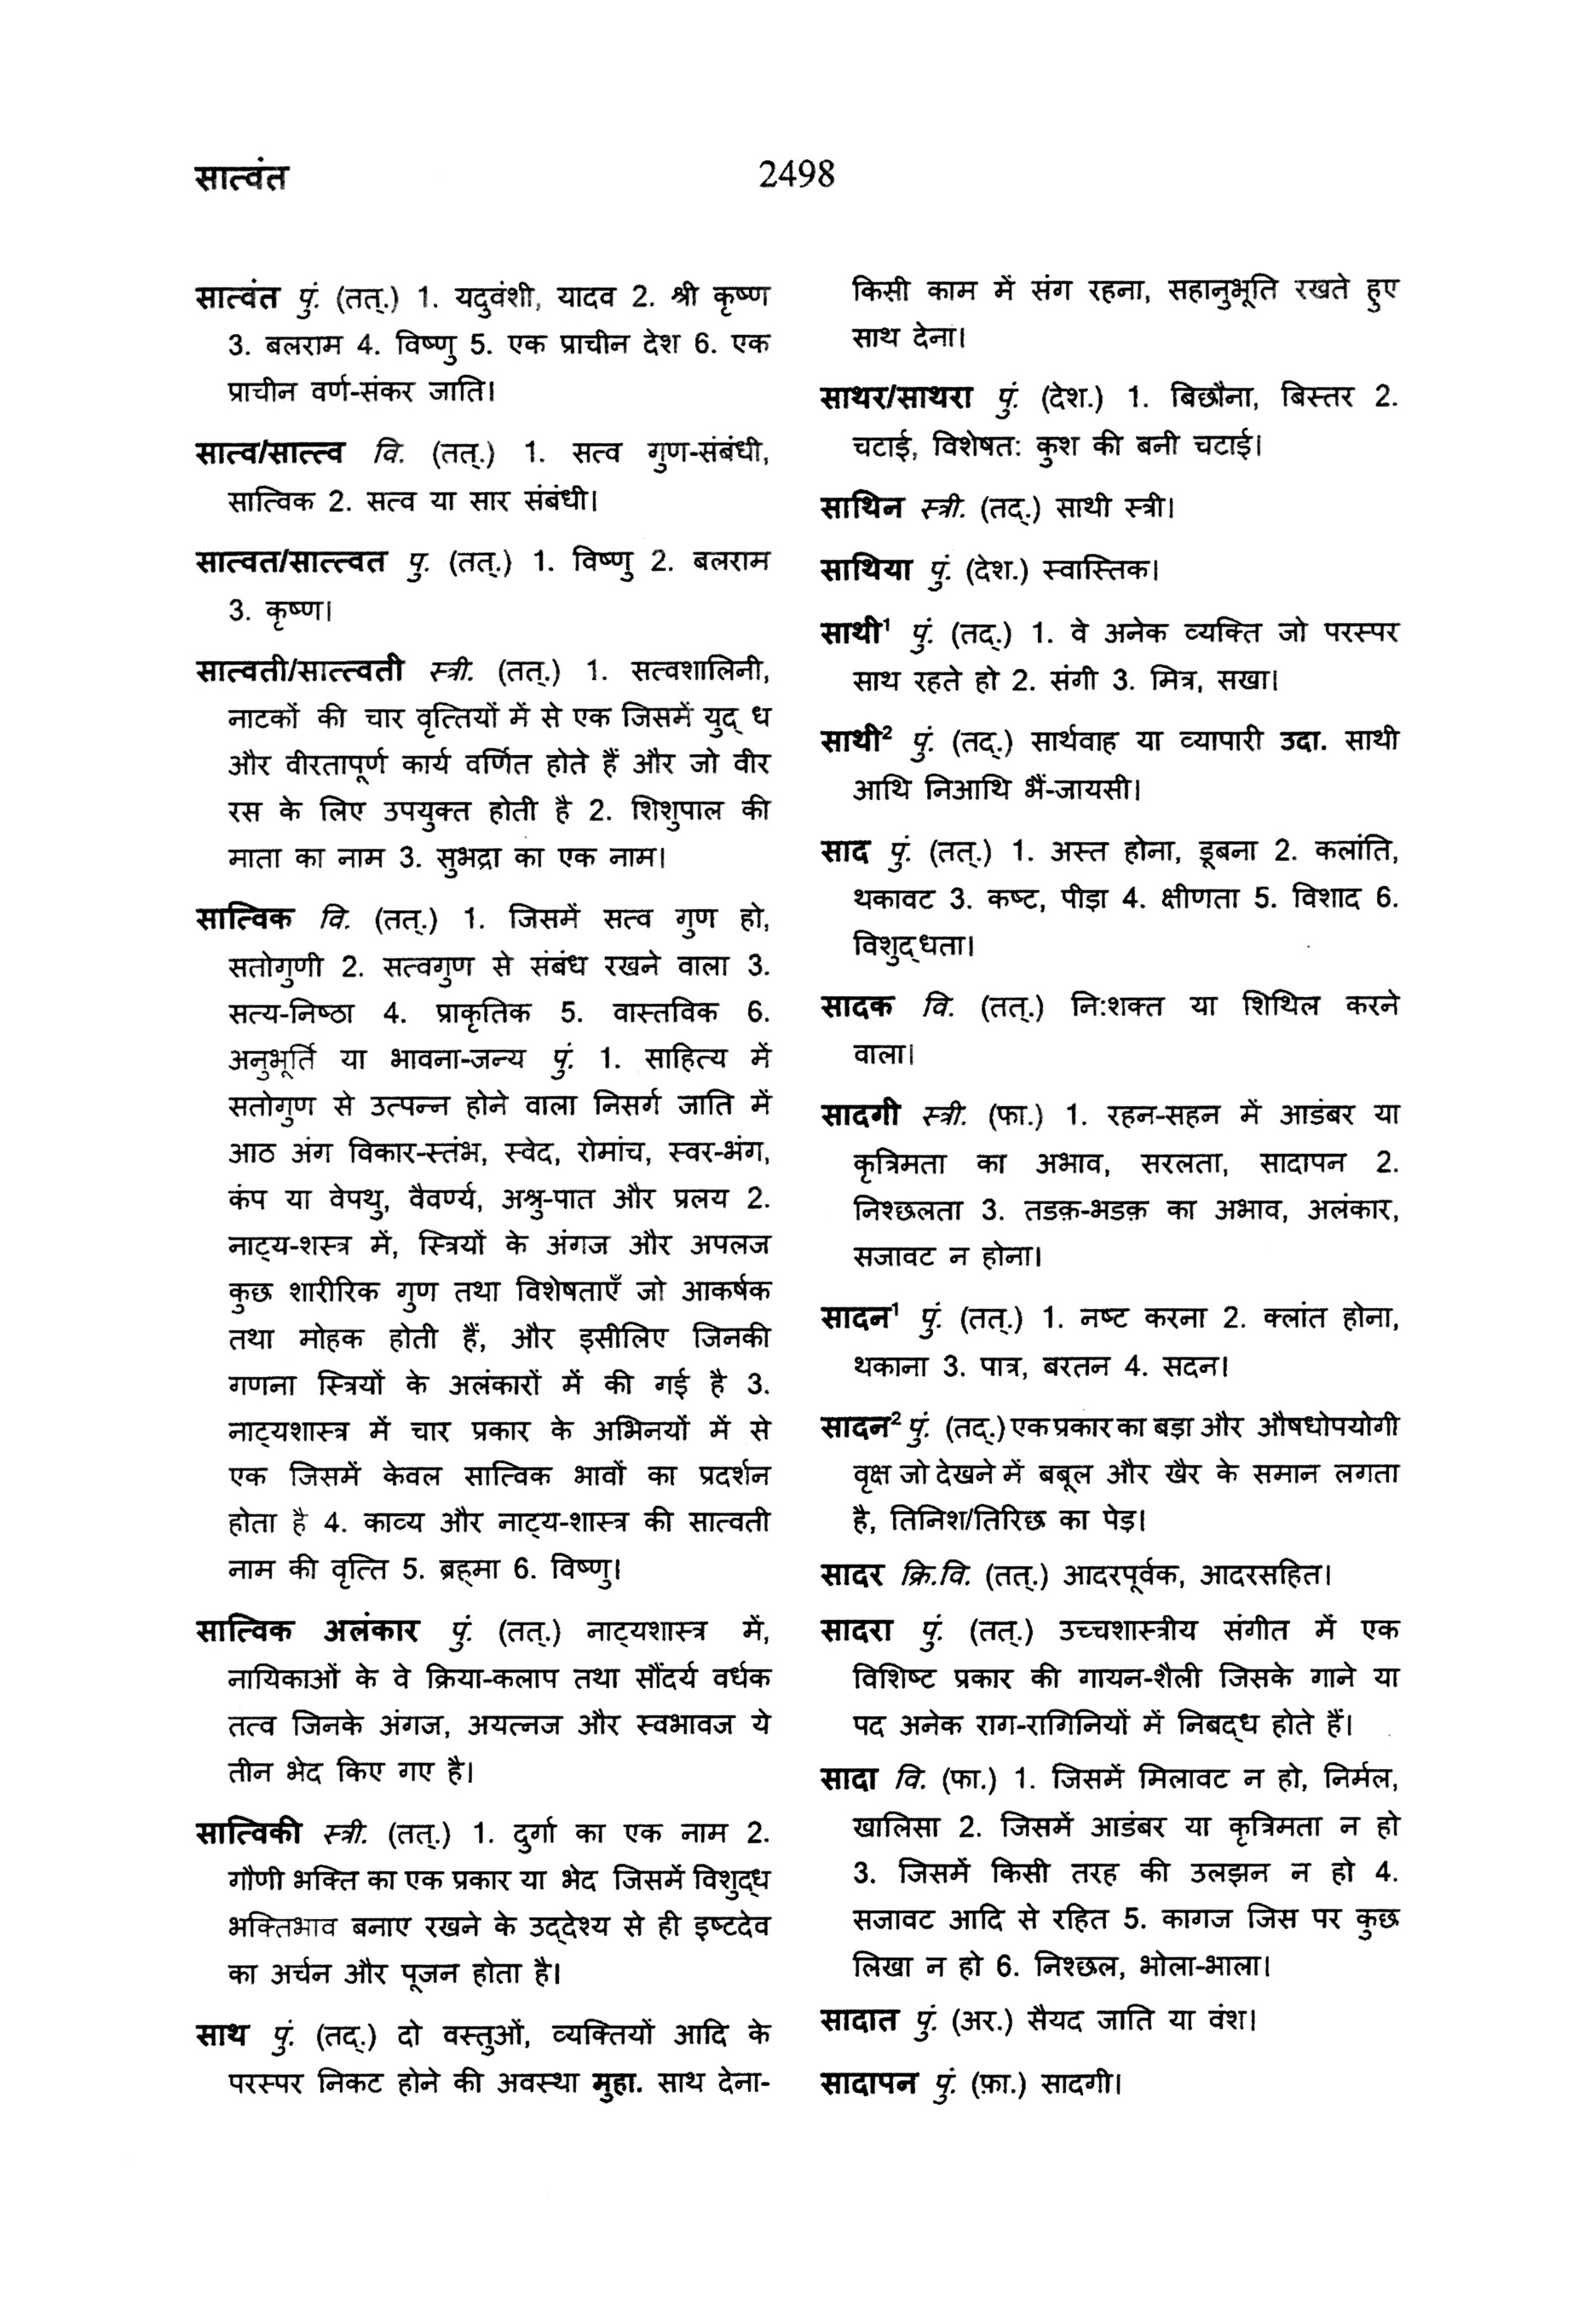 सात्वंत
2498
सात्वंत पुं. (तत्.) 1. यदुवंशी, यादव 2. श्री कृष्ण
3. बलराम 4. विष्णु 5. एक प्राचीन देश 6. एक
प्राचीन वर्ण-संकर जाति।
सात्व/सात्त्व वि. (तत्.) 1. सत्व गुण-संबंधी,
सात्विक 2. सत्व या सार संबंधी।
सात्वत/सात्त्वत पु. (तत्.) 1. विष्णु 2. बलराम
3. कृष्ण।
सात्वती/सात्त्वती स्त्री. (तत्.) 1. सत्वशालिनी,
नाटकों की चार वृत्तियों में से एक जिसमें युद् ध
और वीरतापूर्ण कार्य वर्णित होते हैं और जो वीर
रस के लिए उपयुक्त होती है 2. शिशुपाल की
माता का नाम 3. सुभद्रा का एक नाम।
सात्विक वि. (तत्.) 1. जिसमें सत्व गुण हो,
सतोगुणी 2. सत्वगुण से संबंध रखने वाला 3.
सत्य-निष्ठा 4. प्राकृतिक 5. वास्तविक 6.
अनुभूर्ति या भावना-जन्य पुं. 1. साहित्य में
सतोगुण से उत्पन्न होने वाला निसर्ग जाति में
आठ अंग विकार-स्तंभ, स्वेद, रोमांच, स्वर-भंग,
कंप या वेपथु, वैवर्ण्य, अश्रु-पात और प्रलय 2.
नाट्य-शस्त्र में, स्त्रियों के अंगज और अपलज
कुछ शारीरिक गुण तथा विशेषताएँ जो आकर्षक
तथा मोहक होती हैं, और इसीलिए जिनकी
गणना स्त्रियों के अलंकारों में की गई है 3.
नाट्यशास्त्र में चार प्रकार के अभिनयों में से
एक जिसमें केवल सात्विक भावों का प्रदर्शन
होता है 4. काव्य और नाट्य-शास्त्र की सात्वती
नाम की वृत्ति 5. ब्रह्मा 6. विष्णु।
सात्विक अलंकार पुं. (तत्.) नाट्यशास्त्र में,
नायिकाओं के वे क्रिया-कलाप तथा सौंदर्य वर्धक
तत्व जिनके अंगज, अयत्नज और स्वभावज ये
तीन भेद किए गए है।
सात्विकी स्त्री. (तत्.) 1. दुर्गा का एक नाम 2.
गौणी भक्ति का एक प्रकार या भेद जिसमें विशुद्ध
भक्तिभाव बनाए रखने के उद्देश्य से ही इष्टदेव
का अर्चन और पूजन होता है।
साथ पुं. (तद्.) दो वस्तुओं, व्यक्तियों आदि के
परस्पर निकट होने की अवस्था मुहा. साथ देना-
किसी काम में संग रहना, सहानुभूति रखते हुए
साथ देना।
साथर/साथरा पुं. (देश.) 1. बिछौना, बिस्तर 2.
चटाई, विशेषत: कुश की बनी चटाई।
साथिन स्त्री. (तद्.) साथी स्त्री।
साथिया पुं. (देश.) स्वास्तिक।
साथी¹ पुं. (तद्.) 1. वे अनेक व्यक्ति जो परस्पर
साथ रहते हो 2. संगी 3. मित्र, सखा।
साथी² पुं. (तद्.) सार्थवाह या व्यापारी उदा. साथी
आथि निआथि भैं-जायसी।
साद पुं. (तत्.) 1. अस्त होना, डूबना 2. कलांति,
थकावट 3. कष्ट, पीड़ा 4. क्षीणता 5. विशाद 6.
विशुद्धता।
सादक वि. (तत्.) नि:शक्त या शिथिल करने
वाला।
सादगी स्त्री. (फा.) 1. रहन-सहन में आडंबर या
कृत्रिमता का अभाव, सरलता, सादापन 2.
निश्छलता 3. तडक़-भडक़ का अभाव, अलंकार,
सजावट न होना।
सादन¹ पुं. (तत्.) 1. नष्ट करना 2. क्लांत होना,
थकाना 3. पात्र, बरतन 4. सदन।
सादन² पुं. (तद्.) एक प्रकार का बड़ा और औषधोपयोगी
वृक्ष जो देखने में बबूल और खैर के समान लगता
है, तिनिश/तिरिछ का पेड़।
सादर क्रि.वि. (तत्.) आदरपूर्वक, आदरसहित।
सादरा पुं. (तत्.) उच्चशास्त्रीय संगीत में एक
विशिष्ट प्रकार की गायन-शैली जिसके गाने या
पद अनेक राग-रागिनियों में निबद्ध होते हैं।
सादा वि. (फा.) 1. जिसमें मिलावट न हो, निर्मल,
खालिसा 2. जिसमें आडंबर या कृत्रिमता न हो
3. जिसमें किसी तरह की उलझन न हो 4.
सजावट आदि से रहित 5. कागज जिस पर कुछ
लिखा न हो 6. निश्छल, भोला-भाला।
सादात पुं. (अर.) सैयद जाति या वंश।
सादापन पुं. (फ़ा.) सादगी।